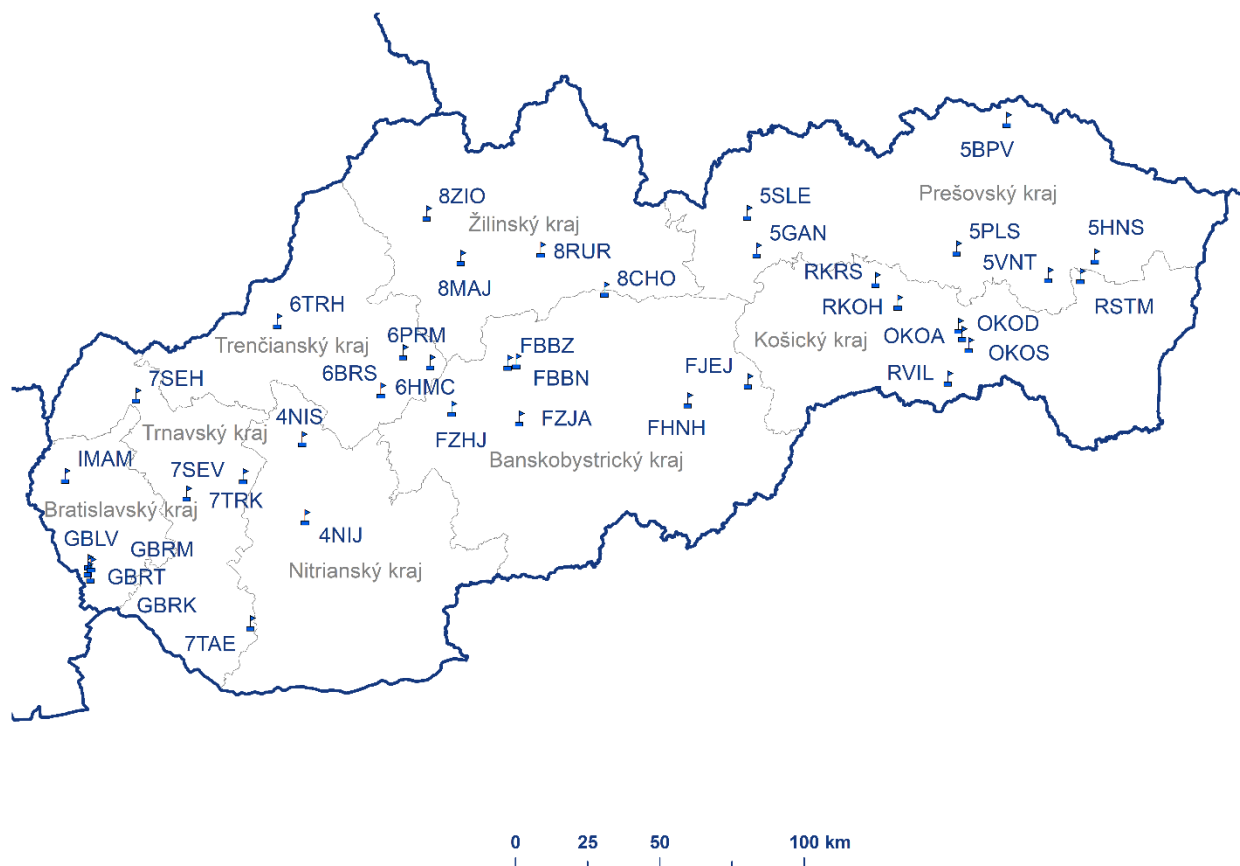 5BPV
8ZIO
5SLE
Prešovský kraj
Žilinský kraj
5GAN
5PLS
5HNS
8RUR
5VNT
8MAJ
8CHO
RKRS
RSTM
6TRH
RKOH
OKOD
Trenčianský kraj
6PRM
FBBZ
Košický kraj
OKOA
OKOS
7SEH
6BRS
6HMC
FBBN
FJEJ
RVIL
4NIS
FZHJ
FZJA
FHNH
Trnavský kraj
IMAM
7SEV
Banskobystrický kraj
7TRK
Bratislavský kraj
GBLV
4NIJ
GBRM
GBRT
Nitrianský kraj
GBRK
7TAE
0 25 50 100 km